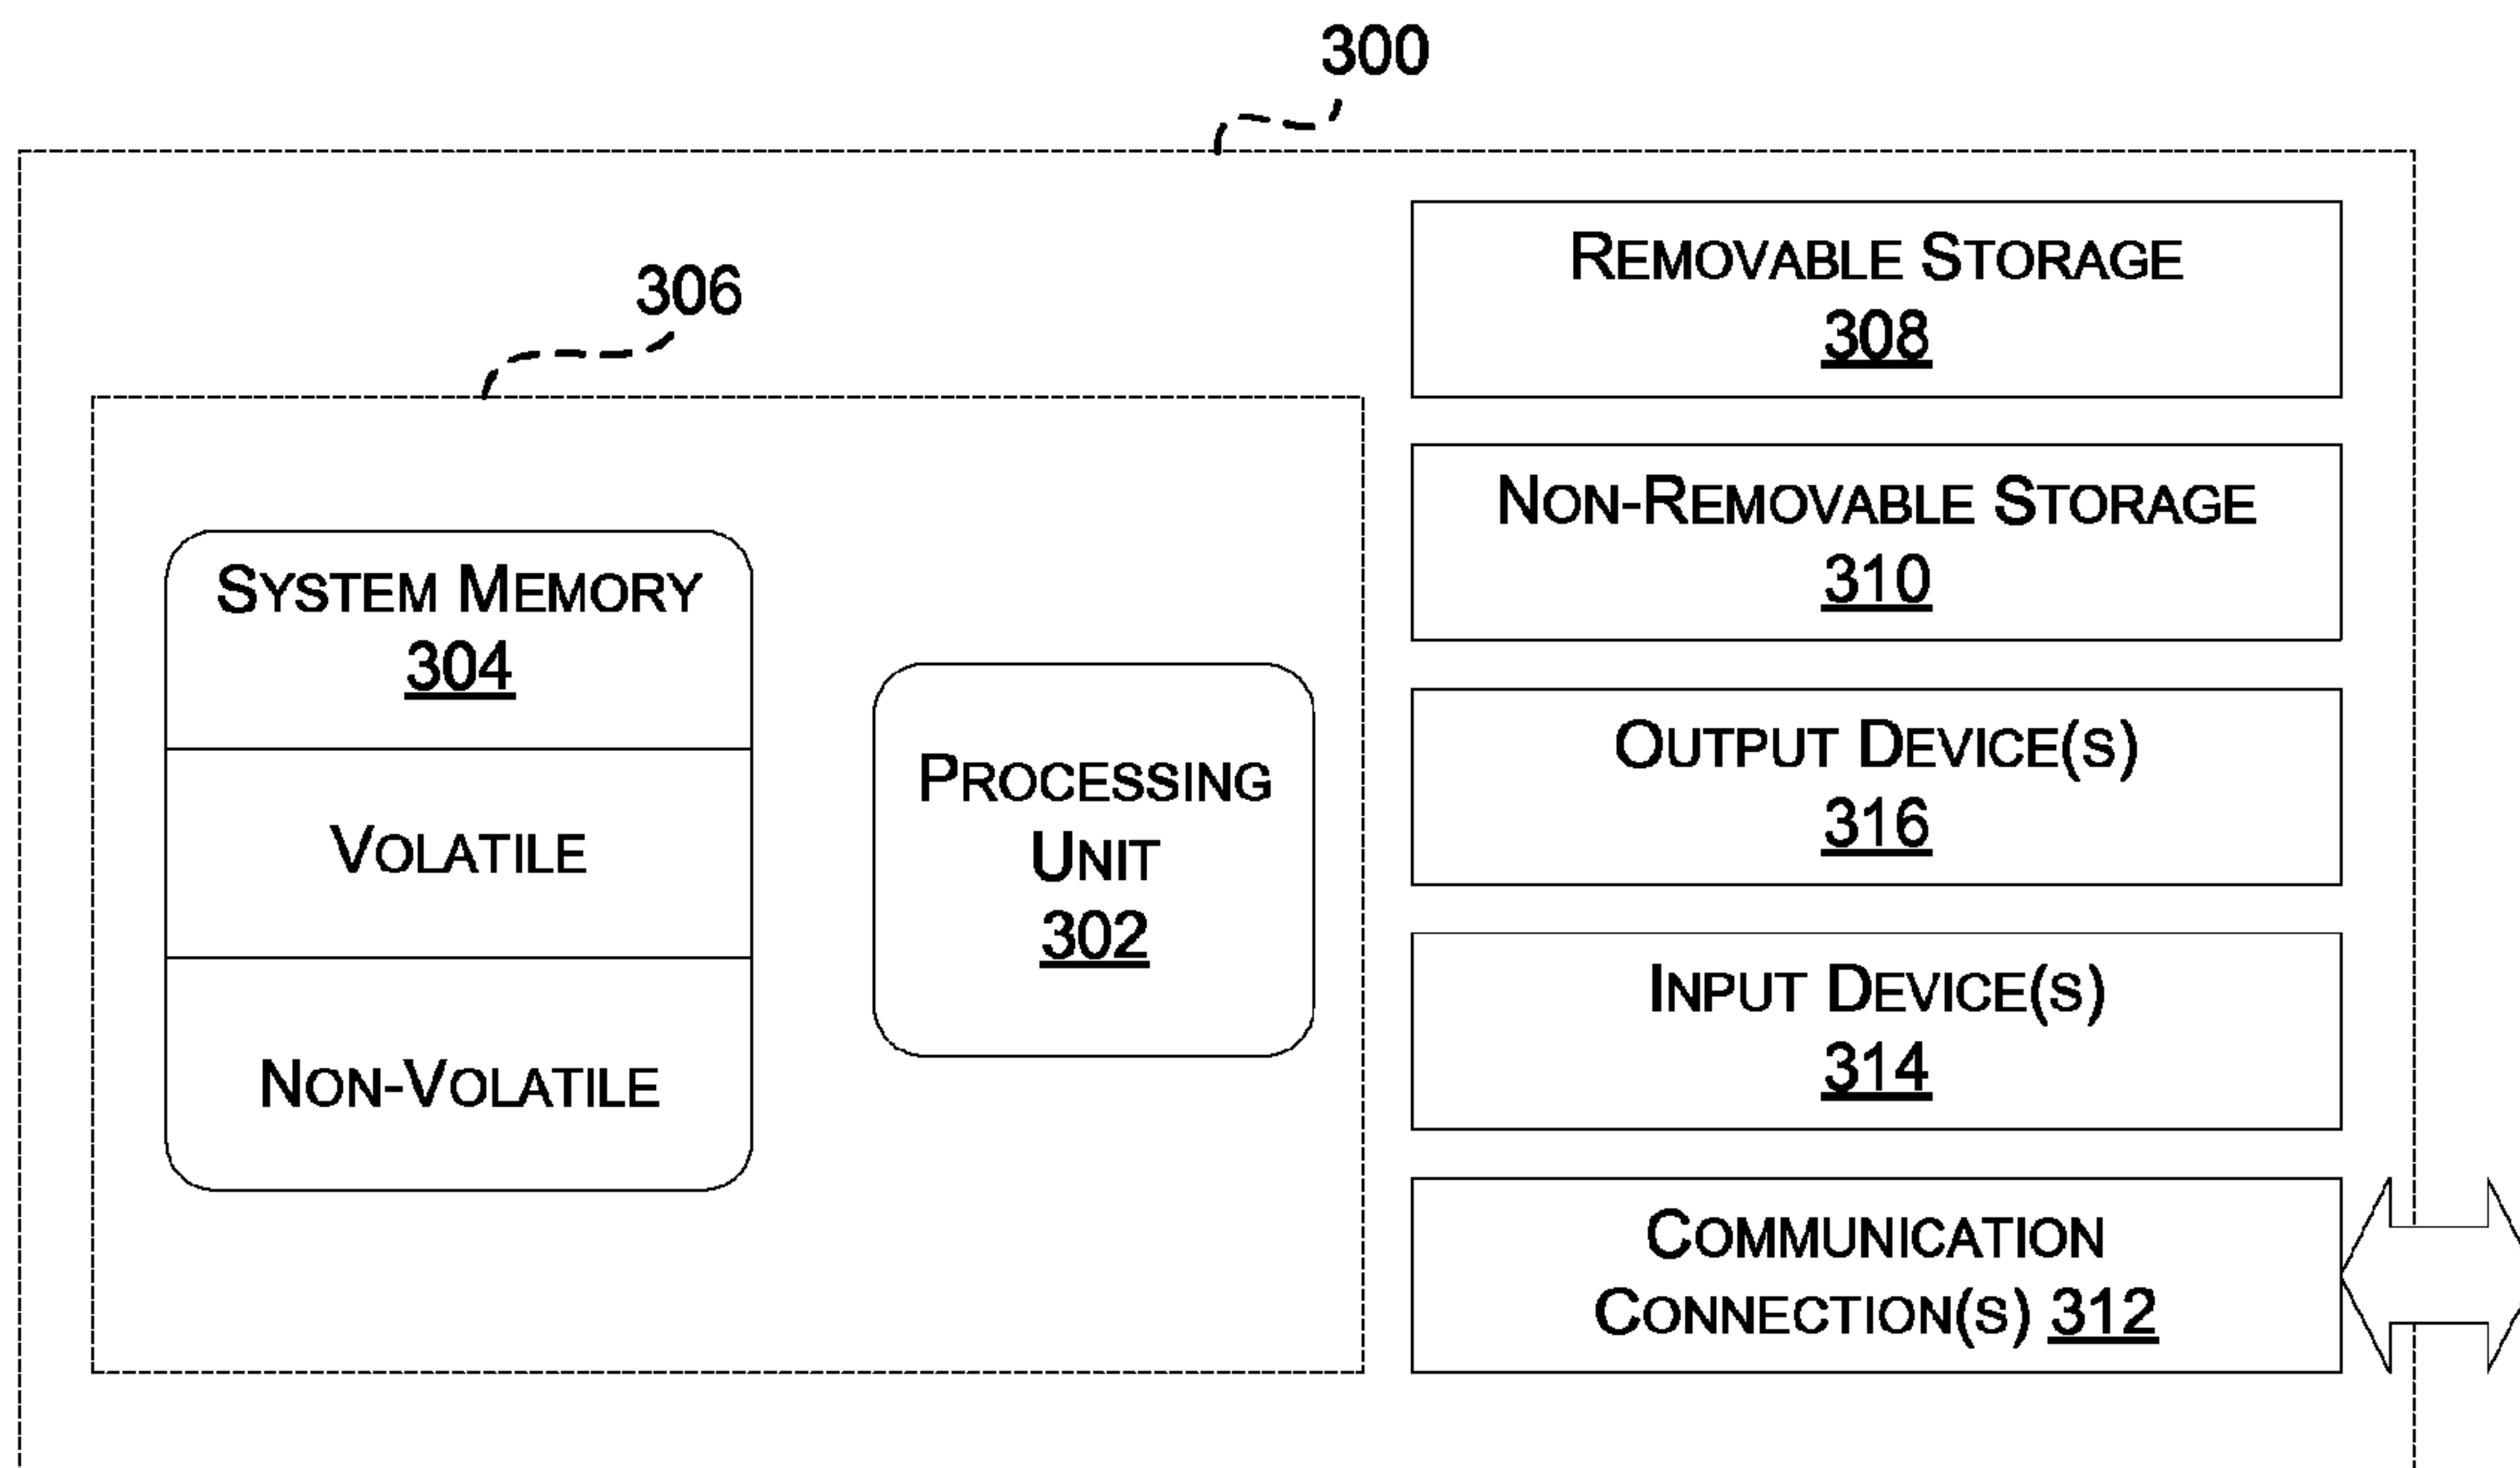 300
306
SYSTEM MEMORY
304
VOLATILE
NON-VOLATILE
PROCESSING
UNIT
302
REMOVABLE STORAGE
308
NON-REMOVABLE STORAGE
310
OUTPUT DEVICE(S)
316
INPUT DEVICE(S)
314
COMMUNICATION
CONNECTION(S) 312